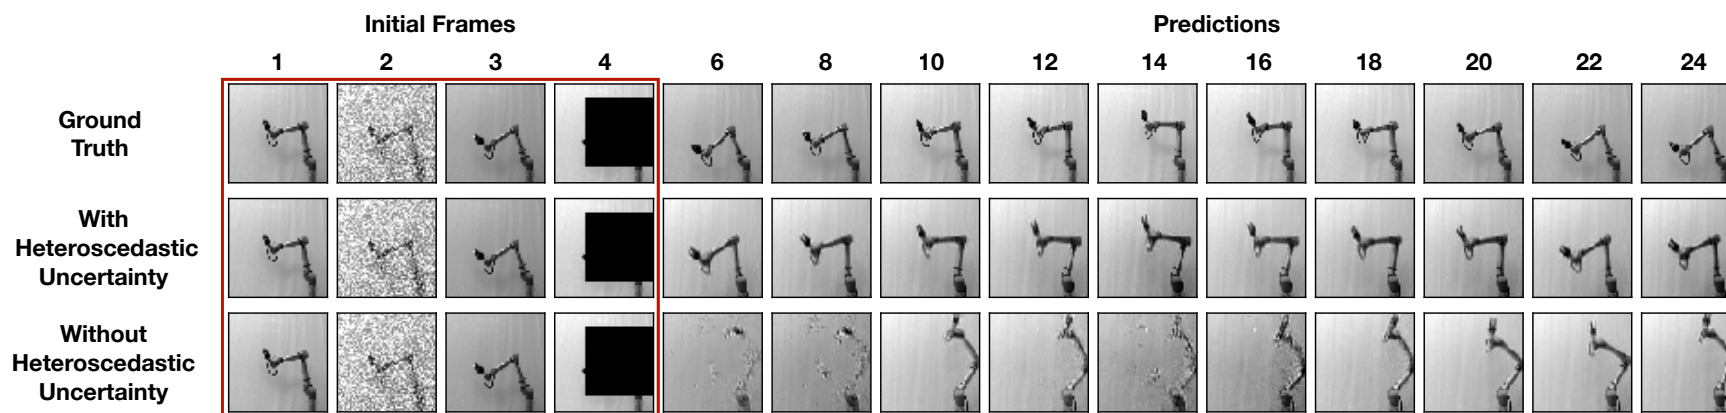 Initial Frames Predictions
1 2 3 4 6 8 10 12 14 16 18 20 22 24
Ground
Truth
With
Heteroscedastic
Uncertainty
Without
Heteroscedastic
Uncertainty